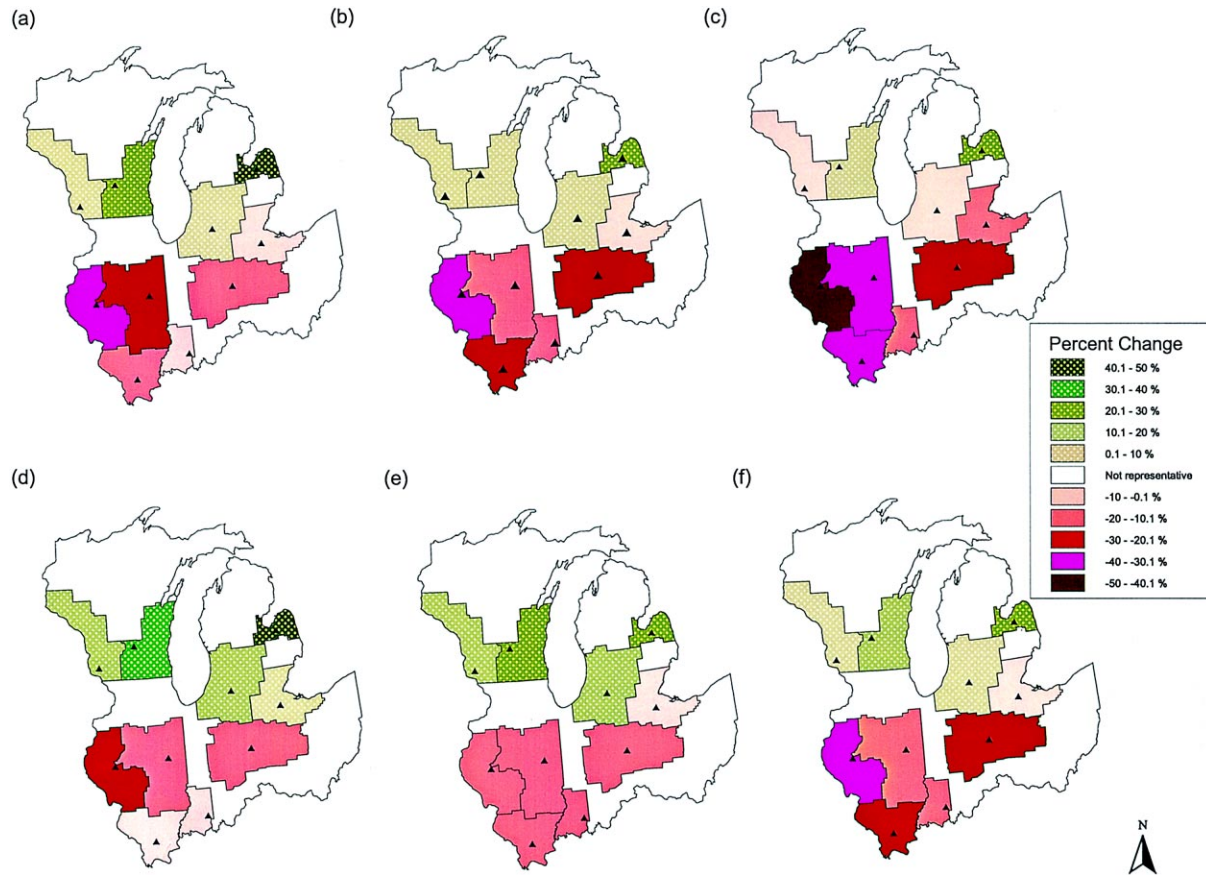 (a)
(b)
(c)
Percent Change
40.1 - 50 %
30.1 - 40 %
20.1 - 30 %
10.1 - 20 %
0.1 - 10 %
Not representative
-10 - -0.1 %
-20 - -10.1 %
-30 - -20.1 %
-40 - -30.1 %
-50 - -40.1 %
(d)
(e)
(f)
N